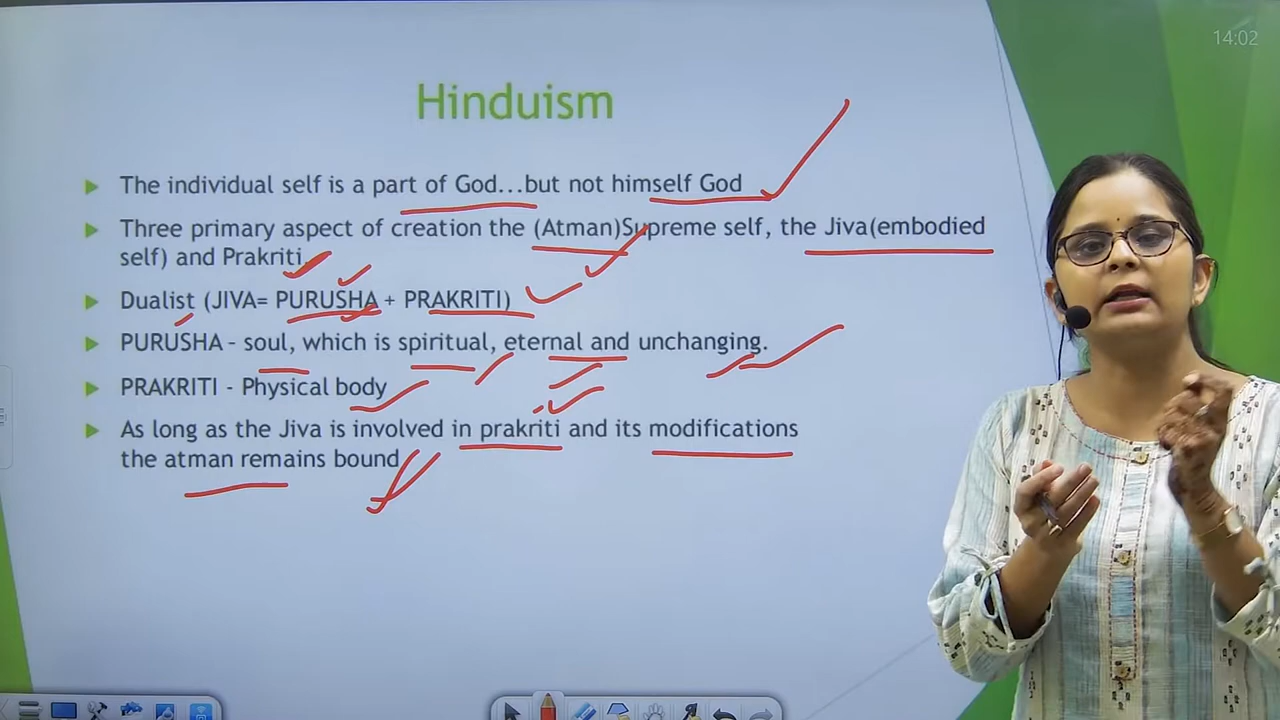 14:02
Hinduism
The individual self is a part of God...but not himself God
Three primary aspect of creation the (Atman)Supreme self, the Jiva(embodied
self) and Prakriti.
Dualist (JIVA= PURUSHA + PRAKRITI)
PURUSHA – soul, which is spiritual, eternal and unchanging.
PRAKRITI - Physical body
As long as the Jiva is involved in prakriti and its modifications
the atman remains bound